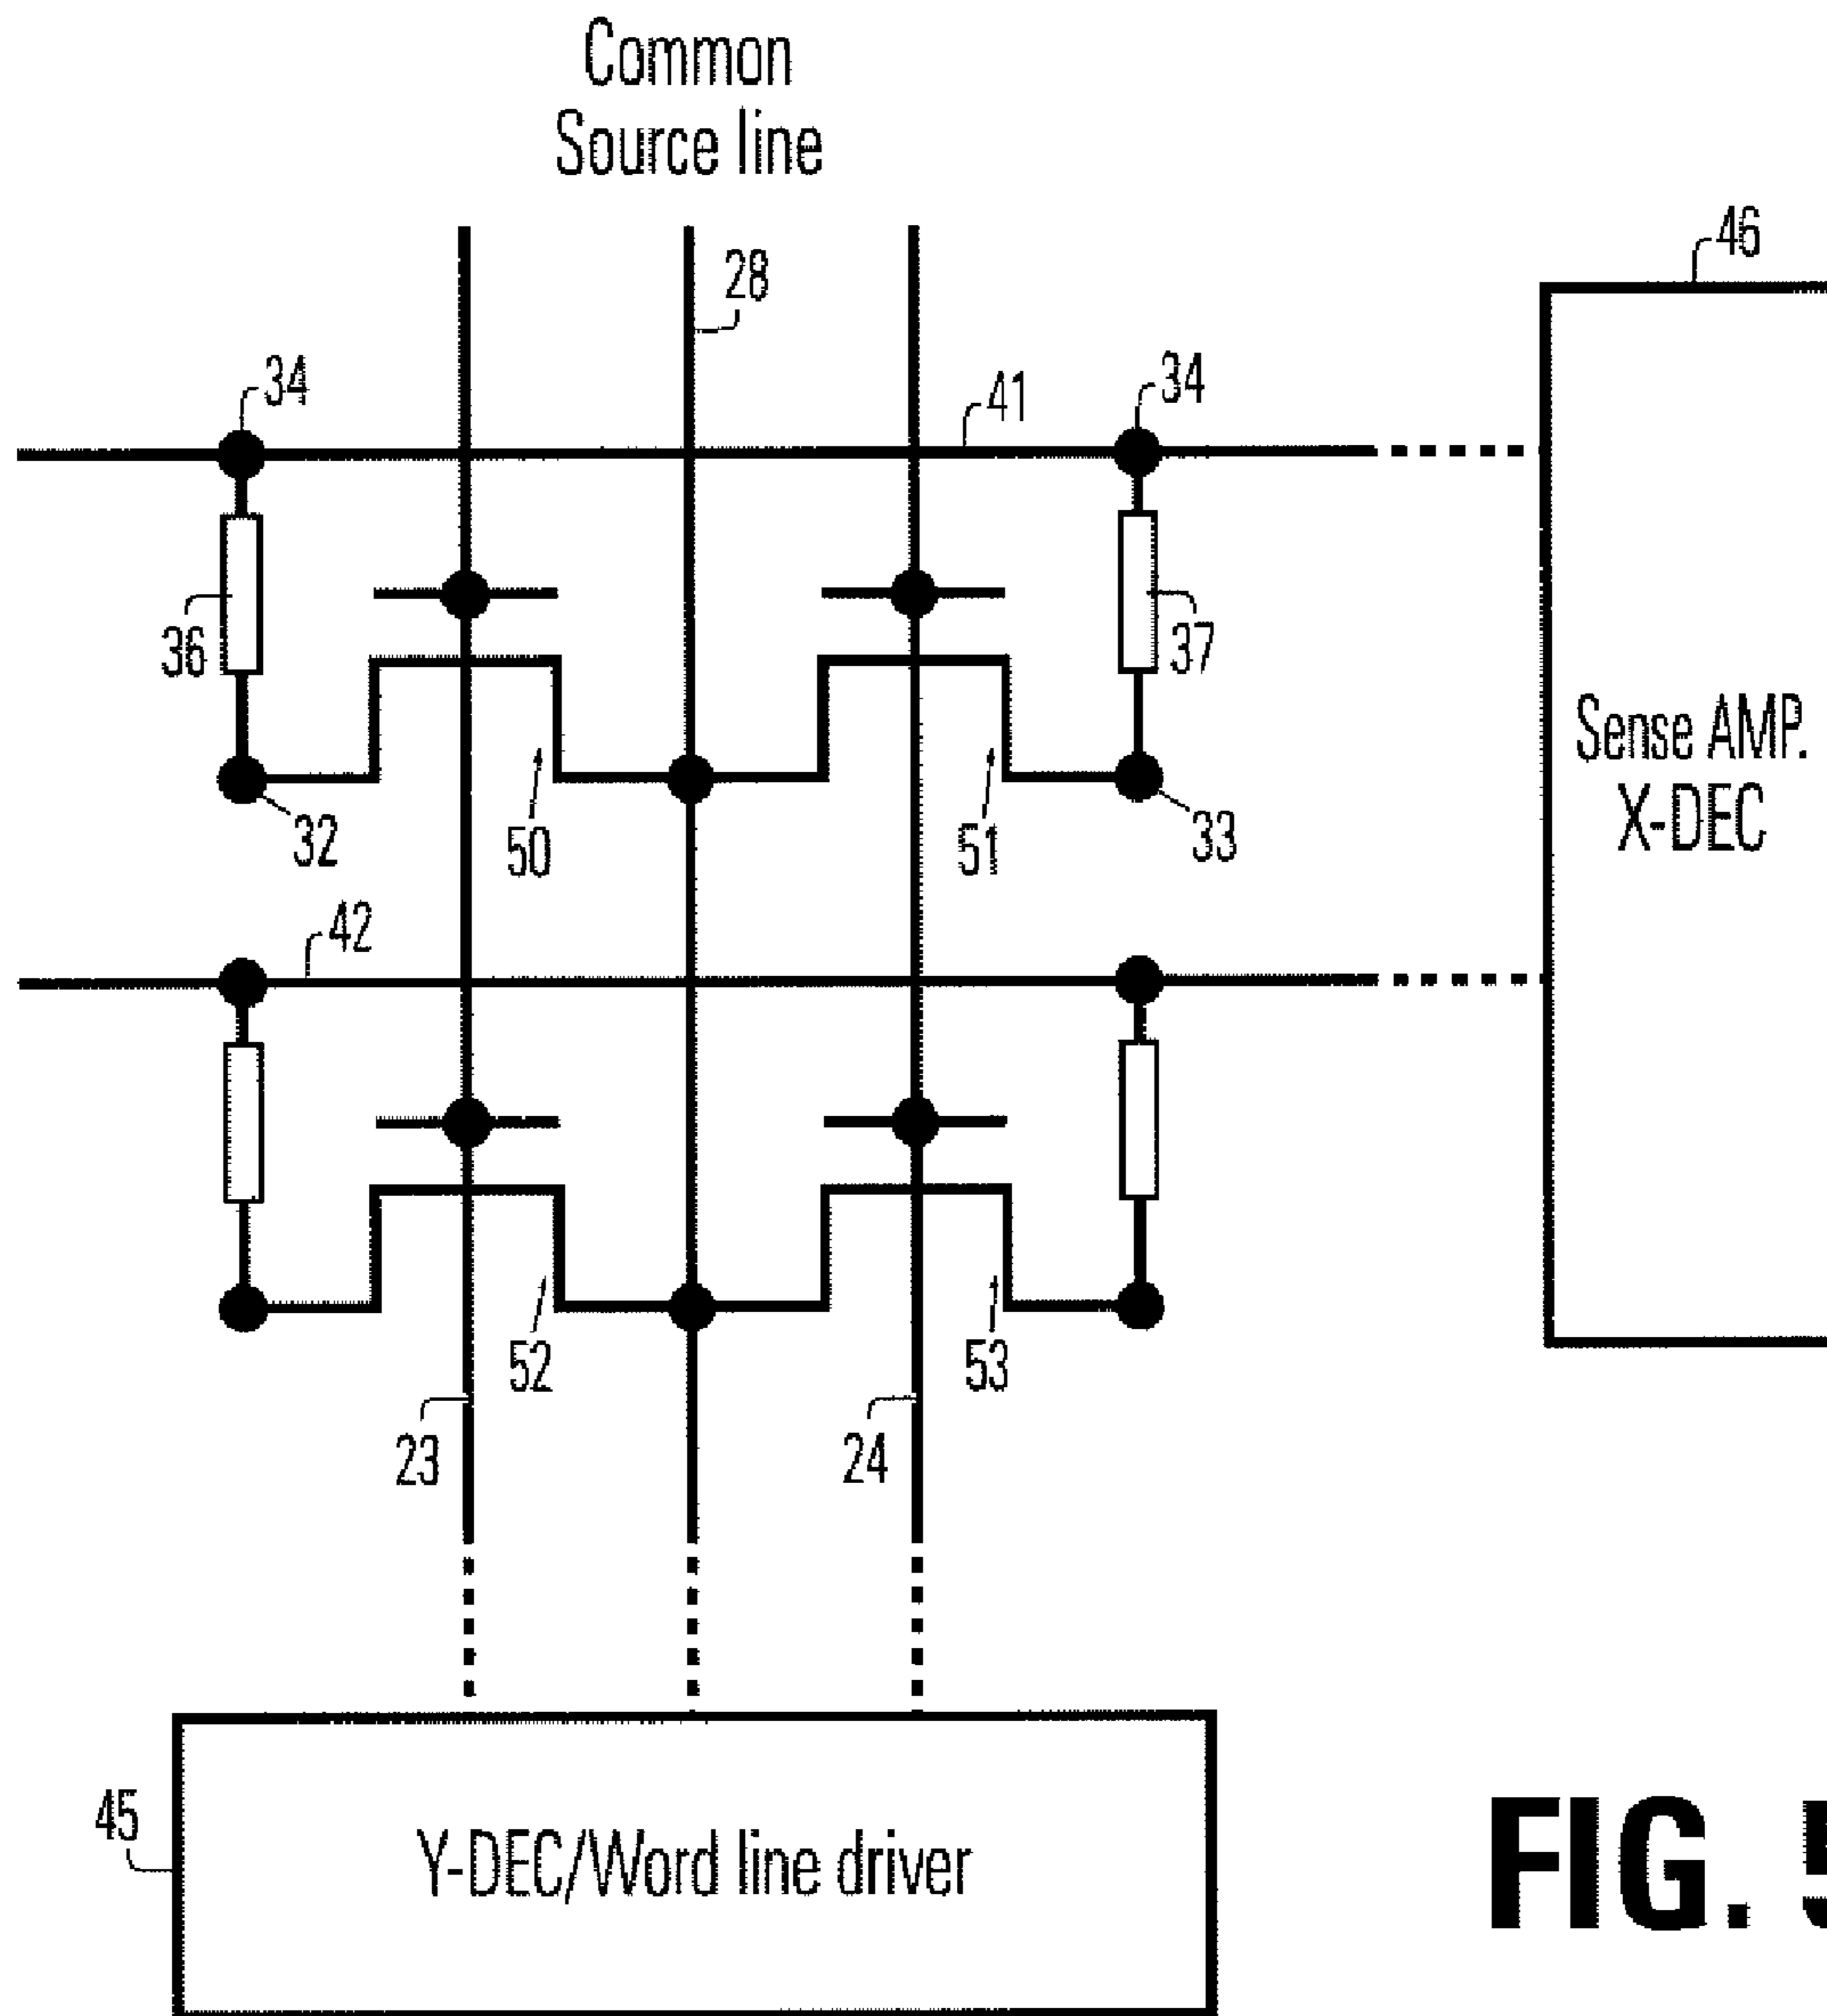 Common
Source line
46
28
34
41
34
36
37
Sense AMP.
X-DEC
32
50
51
33
42
52
53
23
24
45
Y-DEC/Word line driver
FIG. 5